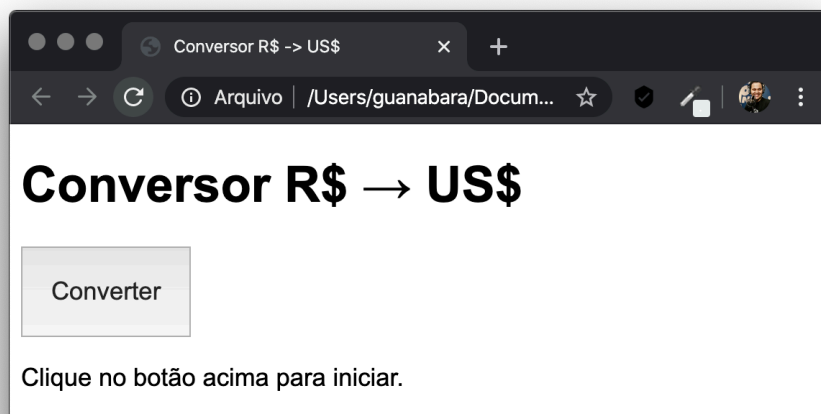 Conversor R$ -> US$
Arquivo /Users/guanabara/Docum...
Conversor R$ → US$
Converter
Clique no botão acima para iniciar.